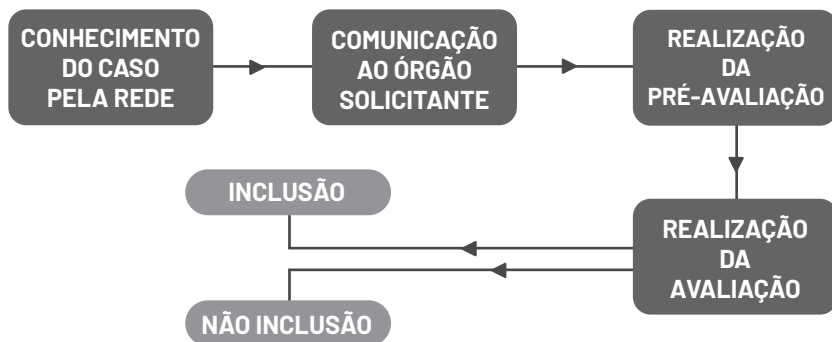 CONHECIMENTO
DO CASO
PELA REDE
COMUNICAÇÃO
AO ÓRGÃO
SOLICITANTE
REALIZAÇÃO
DA
PRÉ-AVALIAÇÃO
REALIZAÇÃO
DA
AVALIAÇÃO
INCLUSÃO
NÃO INCLUSÃO